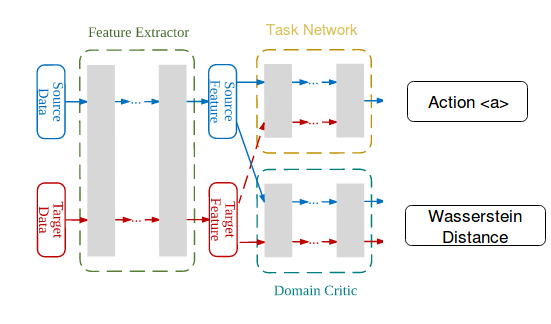 Feature Extractor
Task Network
Source
Data
Source
Feature
Action <a>
Target
Data
Target
Feature
Wasserstein
Distance
Domain Critic